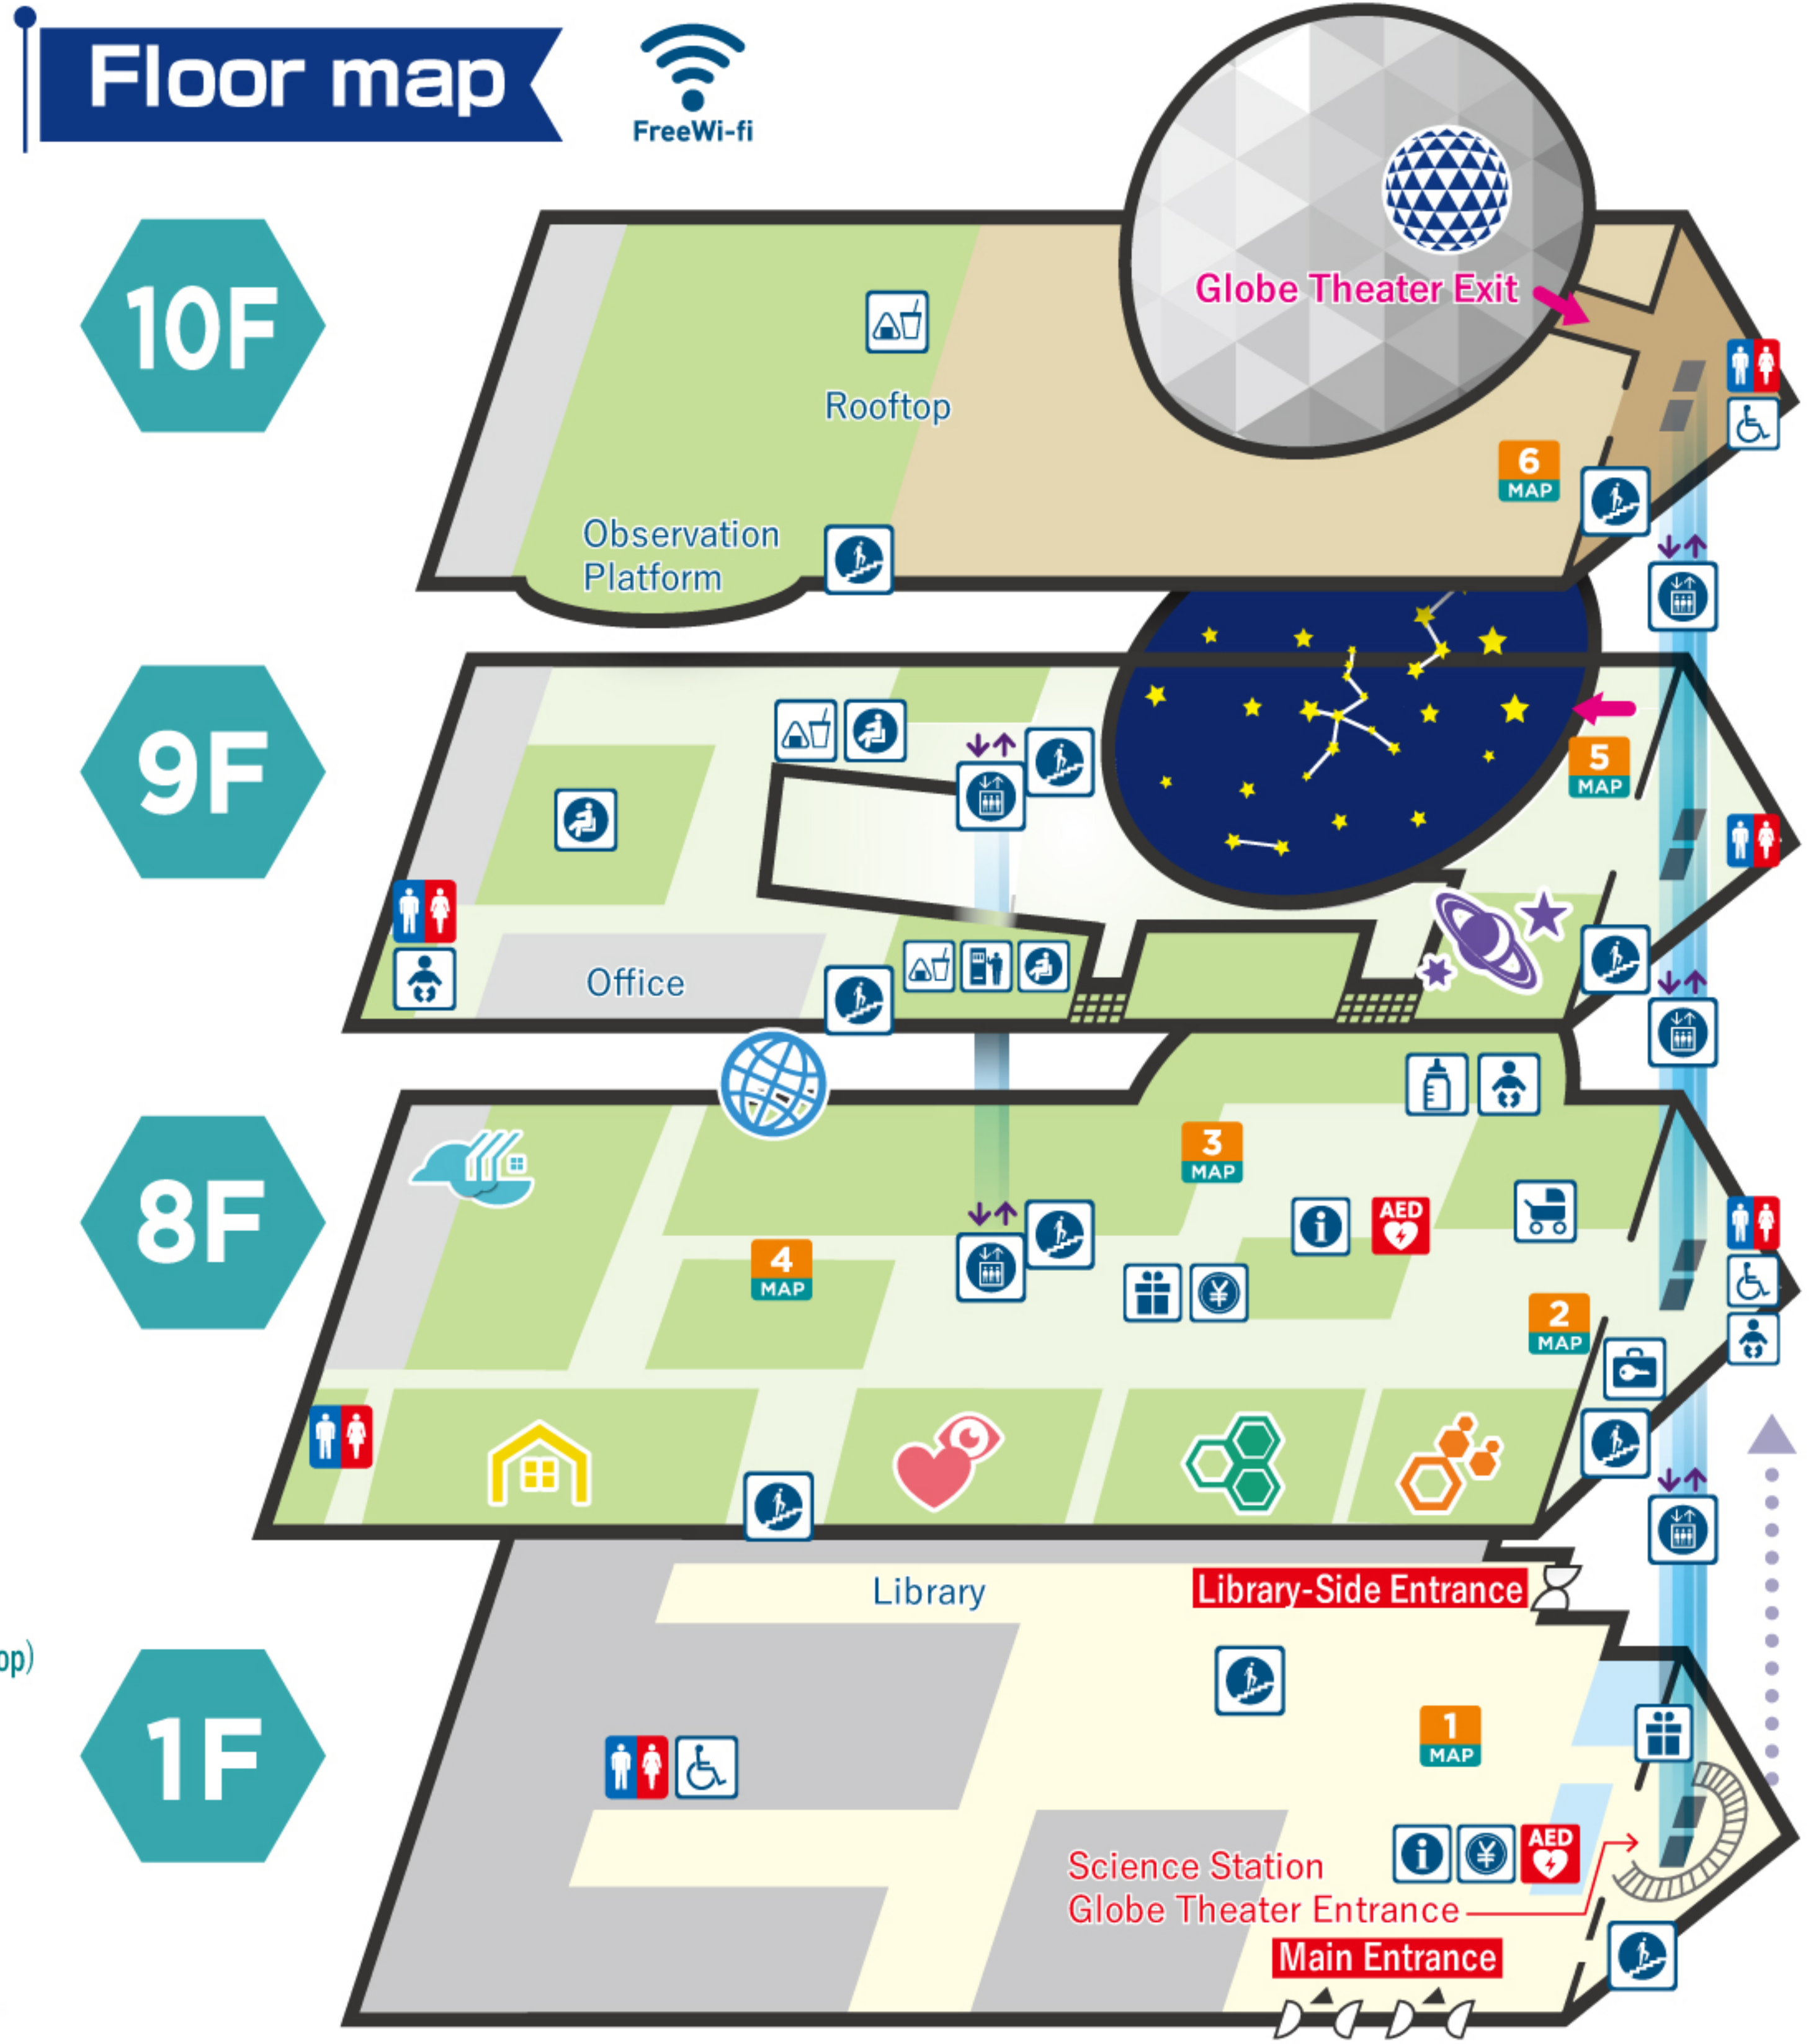 Floor map
FreeWi-fi
10F
Globe Theater Exit
Rooftop
6
MAP
Observation
Platform
9F
5
MAP
Office
8F
3
MAP
AED
4
MAP
2
MAP
Library
Library-Side Entrance
op)
1F
1
MAP
AED
Science Station
Globe Theater Entrance
Main Entrance